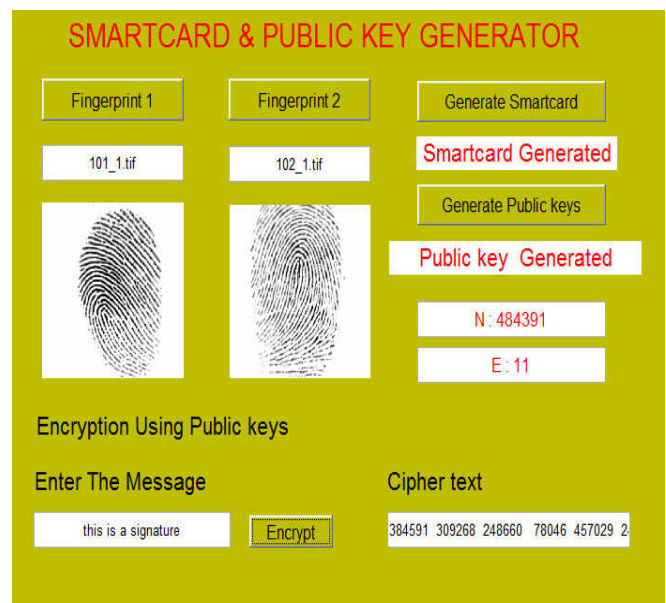 SMARTCARD & PUBLIC KEY GENERATOR
Fingerprint 1
Fingerprint 2
Generate Smartcard
101_1.tif
102_1.tif
Smartcard Generated
Generate Public keys
Public key Generated
N : 484391
E : 11
Encryption Using Public keys
Enter The Message
Cipher text
this is a signature
Encrypt
384591 309268 248660 78046 457029